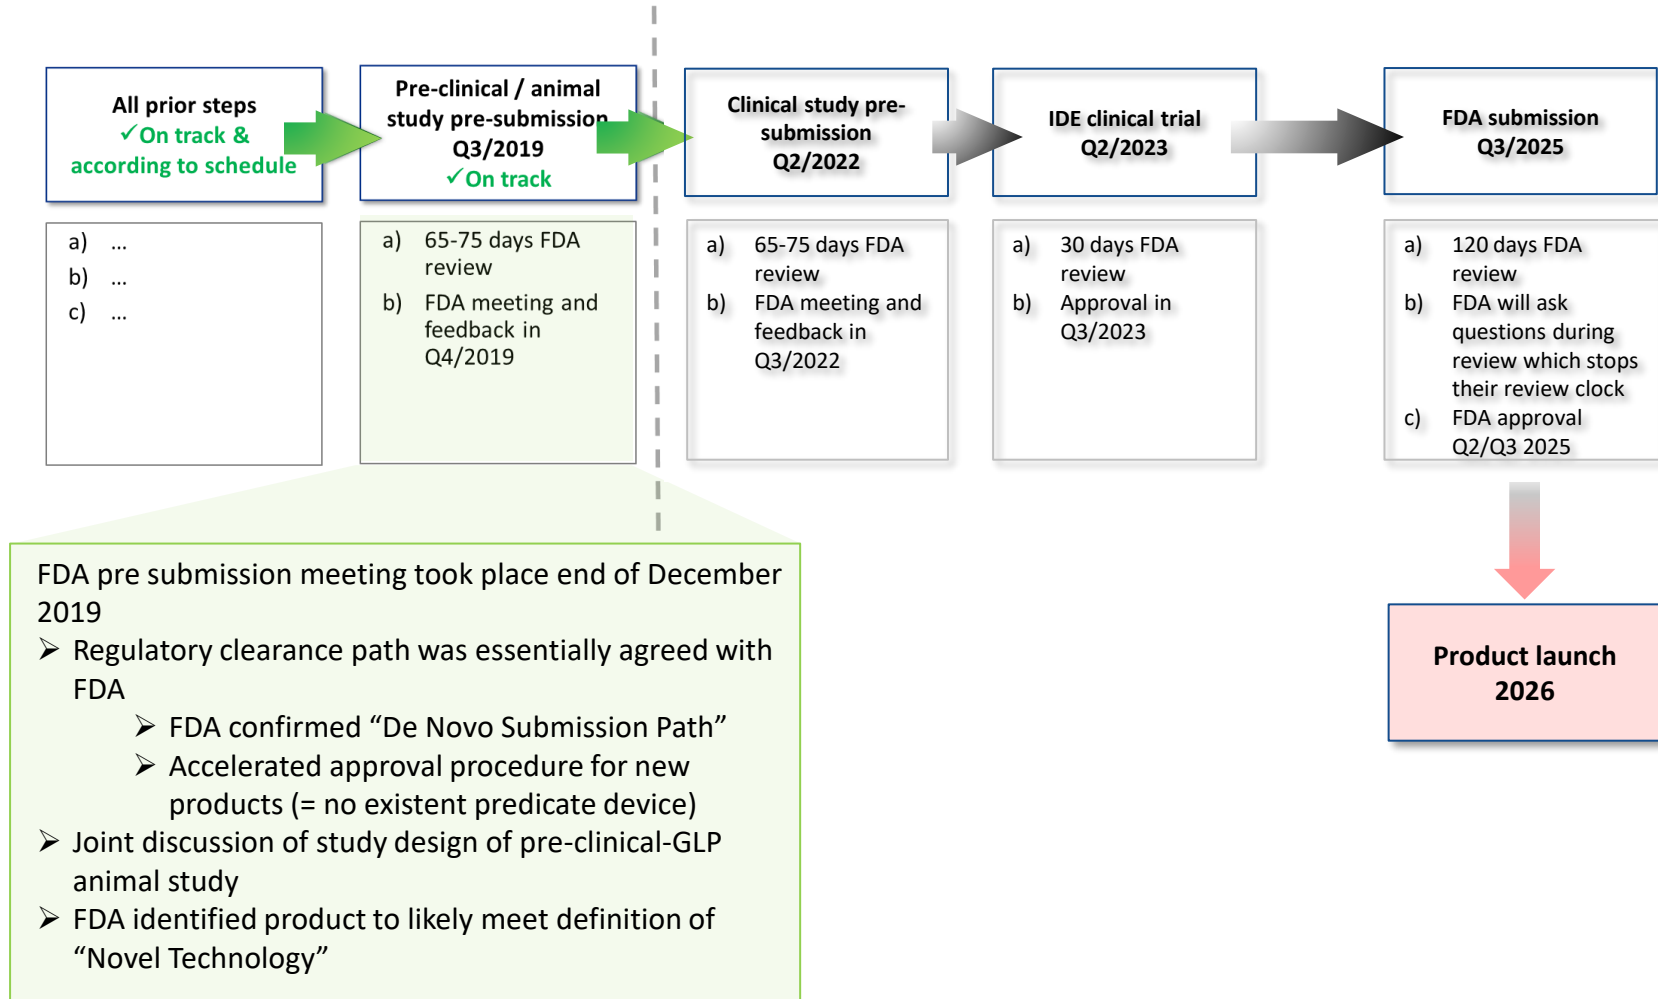 All prior steps
✓On track &
according to schedule
Pre-clinical / animal
study pre-submission
Q3/2019
✓On track
Clinical study pre-
submission
Q2/2022
IDE clinical trial
Q2/2023
FDA submission
Q3/2025
a) ...
b) ...
c) ...
a) 65-75 days FDA
review
b) FDA meeting and
feedback in
Q4/2019
a) 65-75 days FDA
review
b) FDA meeting and
feedback in
Q3/2022
a) 30 days FDA
review
b) Approval in
Q3/2023
a) 120 days FDA
review
b) FDA will ask
questions during
review which stops
their review clock
c) FDA approval
Q2/Q3 2025
FDA pre submission meeting took place end of December
2019
➢ Regulatory clearance path was essentially agreed with
FDA
➢ FDA confirmed “De Novo Submission Path”
➢ Accelerated approval procedure for new
products (= no existent predicate device)
➢ Joint discussion of study design of pre-clinical-GLP
animal study
➢ FDA identified product to likely meet definition of
“Novel Technology”
Product launch
2026